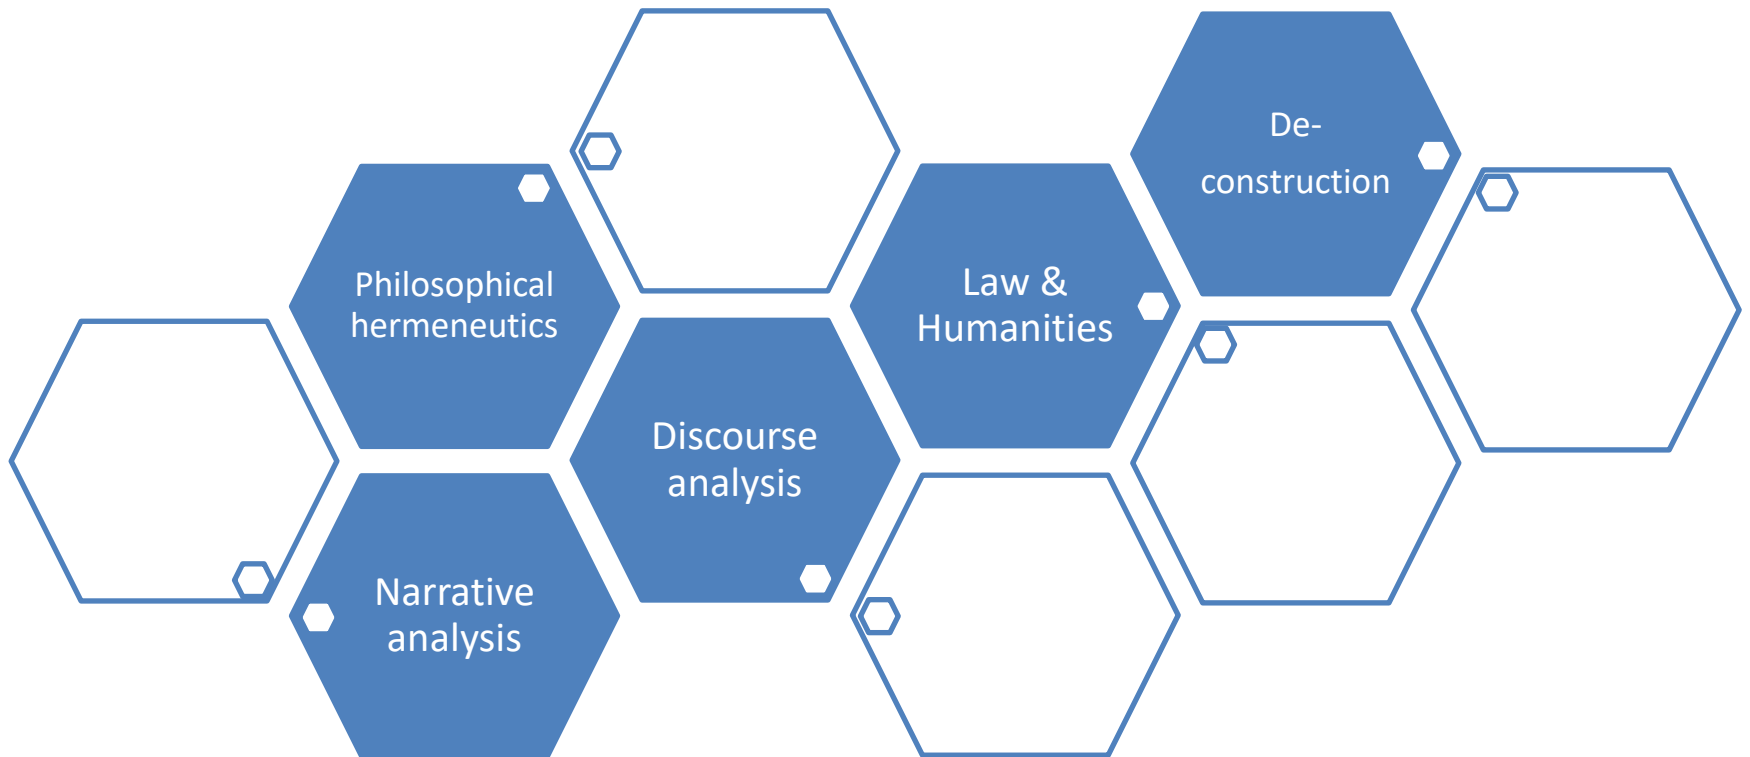 De-
construction
Philosophical
hermeneutics
Law &
Humanities
Discourse
analysis
Narrative
analysis